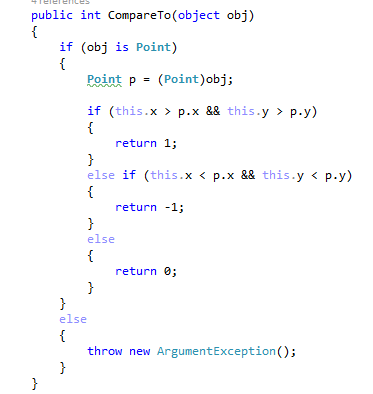 4 references
public int CompareTo(object obj)
{
if (obj is Point)
{
Point p = (Point)obj;
if (this.x > p.x && this.y > p.y)
{
return 1;
}
else if (this.x < p.x && this.y < p.y)
{
return -1;
}
else
{
return 0;
}
}
else
{
throw new ArgumentException();
}
}